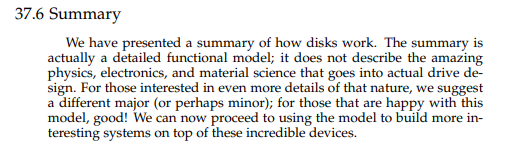 37.6 Summary
We have presented a summary of how disks work. The summary is
actually a detailed functional model; it does not describe the amazing
physics, electronics, and material science that goes into actual drive de-
sign. For those interested in even more details of that nature, we suggest
a different major (or perhaps minor); for those that are happy with this
model, good! We can now proceed to using the model to build more in-
teresting systems on top of these incredible devices.